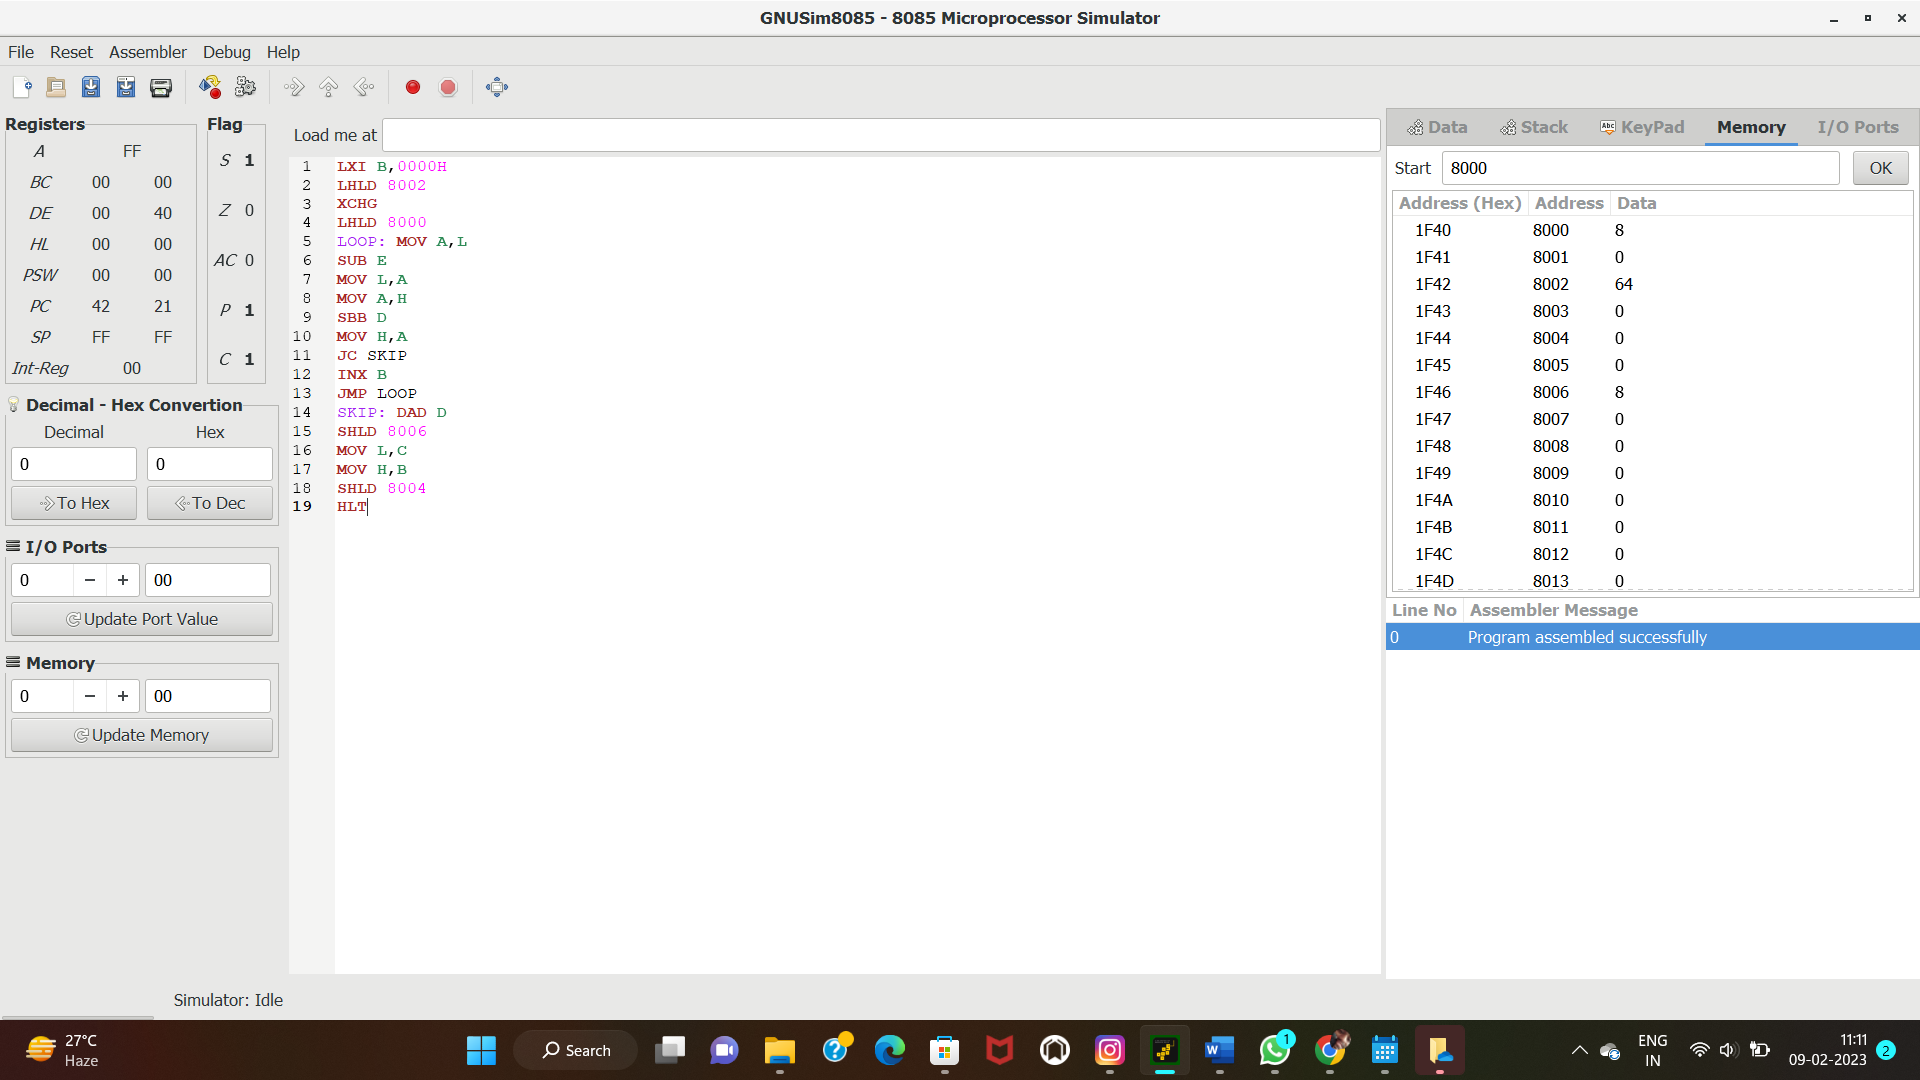 GNUSim8085 - 8085 Microprocessor Simulator
File Reset Assembler Debug Help
Registers
A FF
BC 00 00
DE 00 40
HL 00 00
PSW 00 00
PC 42 21
SP FF FF
Int-Reg 00
Flag
S 1
Z 0
AC 0
P 1
C 1
Decimal - Hex Convertion
Decimal Hex
0 0
To Hex To Dec
I/O Ports
0 − + 00
Update Port Value
Memory
0 − + 00
Update Memory
Load me at
1 LXI B,0000H
2 LHLD 8002
3 XCHG
4 LHLD 8000
5 LOOP: MOV A,L
6 SUB E
7 MOV L,A
8 MOV A,H
9 SBB D
10 MOV H,A
11 JC SKIP
12 INX B
13 JMP LOOP
14 SKIP: DAD D
15 SHLD 8006
16 MOV L,C
17 MOV H,B
18 SHLD 8004
19 HLT
Data Stack Abc KeyPad Memory I/O Ports
Start 8000 OK
Address (Hex) Address Data
1F40 8000 8
1F41 8001 0
1F42 8002 64
1F43 8003 0
1F44 8004 0
1F45 8005 0
1F46 8006 8
1F47 8007 0
1F48 8008 0
1F49 8009 0
1F4A 8010 0
1F4B 8011 0
1F4C 8012 0
1F4D 8013 0
Line No Assembler Message
0 Program assembled successfully
Simulator: Idle
27°C
Haze
Search
W
1
ENG
IN
11:11
09-02-2023
2